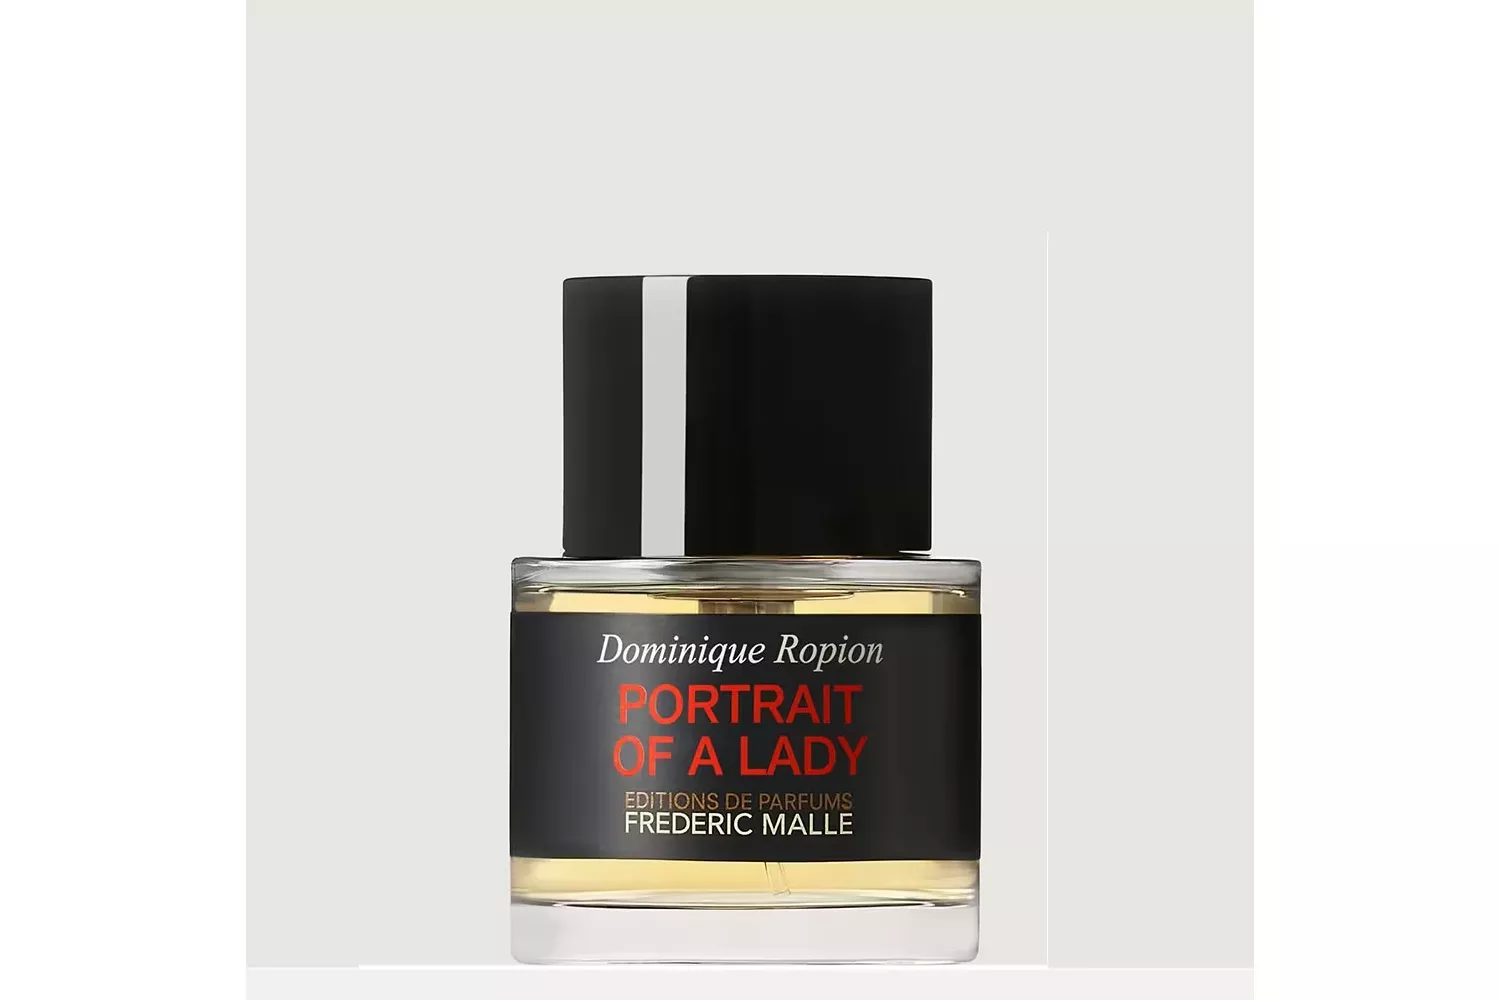 Dominique Ropion
PORTRAIT
OF A LADY
EDITIONS DE PARFUMS
FREDERIC MALLE